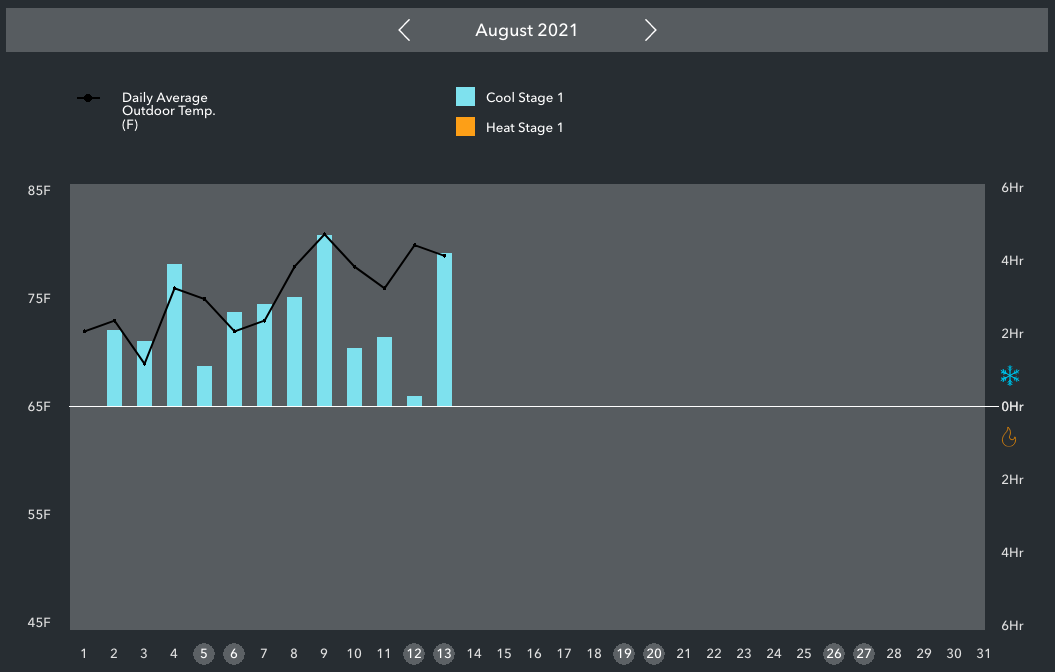 August 2021
Daily Average
Outdoor Temp.
(F)
Cool Stage 1
Heat Stage 1
85F
75F
65F
55F
45F
6Hr
4Hr
2Hr
0Hr
2Hr
4Hr
6Hr
1 2 3 4 5 6 7 8 9 10 11 12 13 14 15 16 17 18 19 20 21 22 23 24 25 26 27 28 29 30 31